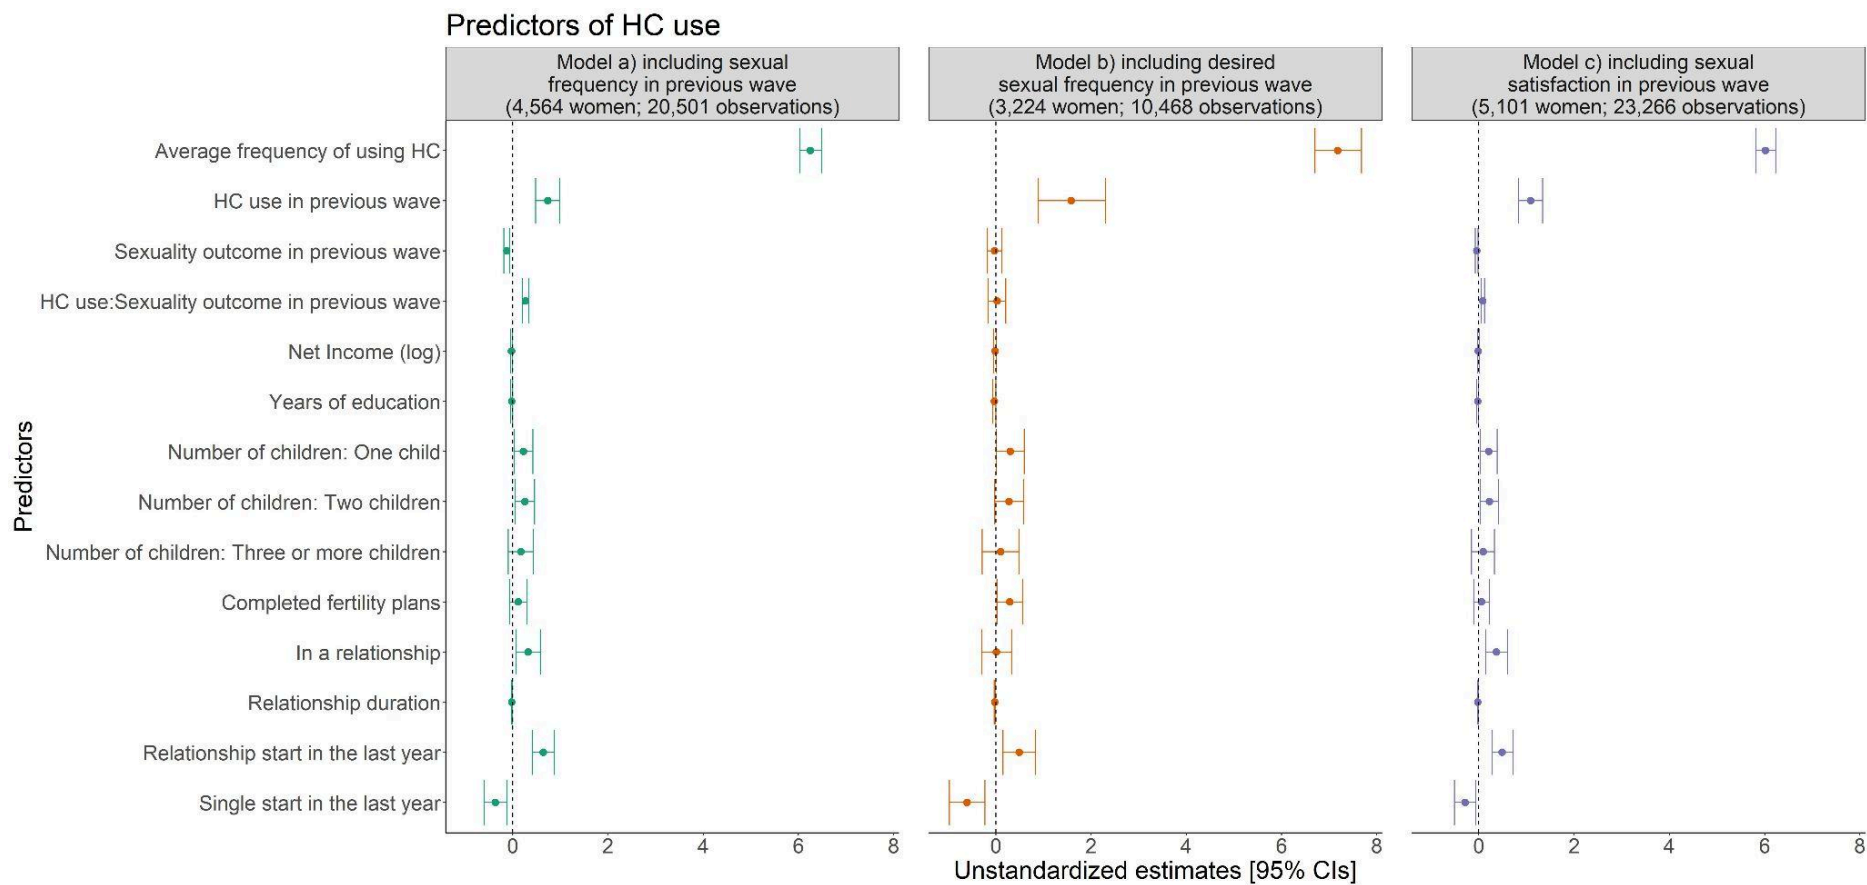 Predictors of HC use
Model a) including sexual
frequency in previous wave
(4,564 women; 20,501 observations)
Model b) including desired
sexual frequency in previous wave
(3,224 women; 10,468 observations)
Model c) including sexual
satisfaction in previous wave
(5,101 women; 23,266 observations)
Predictors
Average frequency of using HC
HC use in previous wave
Sexuality outcome in previous wave
HC use:Sexuality outcome in previous wave
Net Income (log)
Years of education
Number of children: One child
Number of children: Two children
Number of children: Three or more children
Completed fertility plans
In a relationship
Relationship duration
Relationship start in the last year
Single start in the last year
0 2 4 6 8
0 2 4 6 8
0 2 4 6 8
Unstandardized estimates [95% CIs]